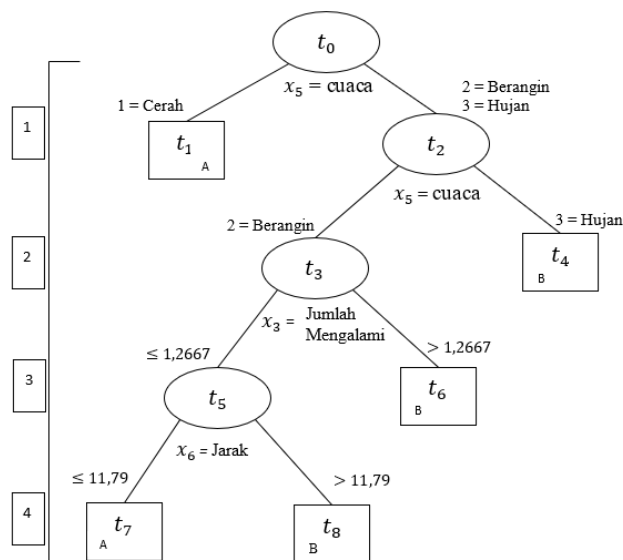 t₀
x₅ = cuaca
1 = Cerah
2 = Berangin
3 = Hujan
1
t₁
A
t₂
x₅ = cuaca
2 = Berangin
3 = Hujan
2
t₃
t₄
B
x₃ = Jumlah
Mengalami
≤ 1,2667
> 1,2667
3
t₅
t₆
B
x₆ = Jarak
≤ 11,79
> 11,79
4
t₇
A
t₈
B